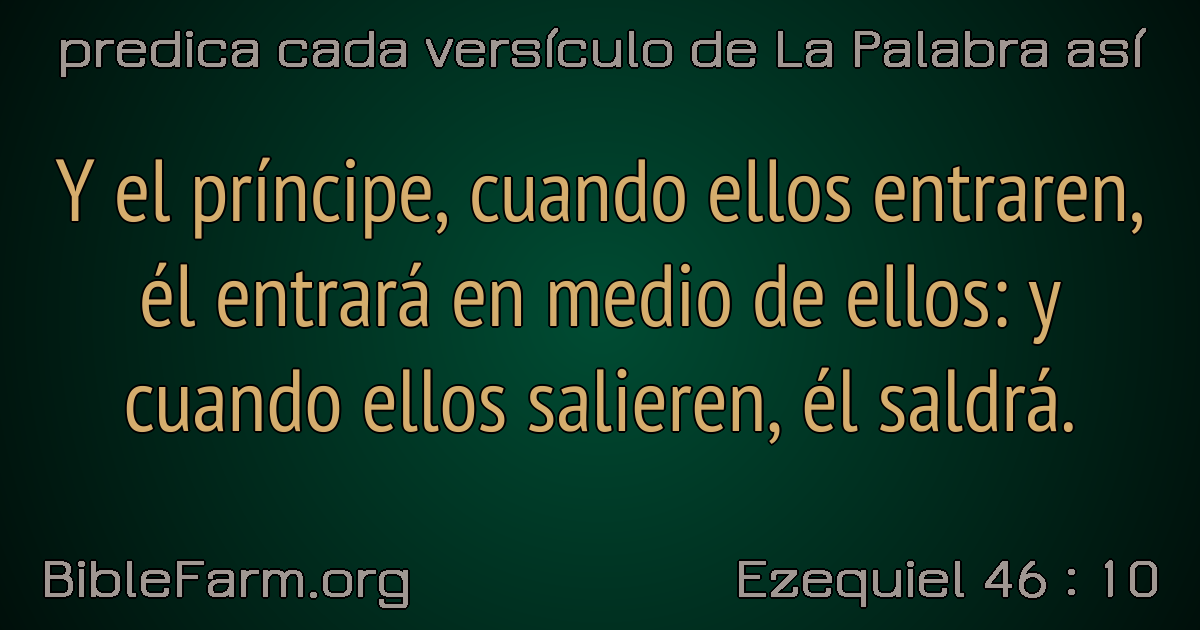 predica cada versículo de La Palabra así
Y el príncipe, cuando ellos entraren,
él entrará en medio de ellos: y
cuando ellos salieren, él saldrá.
BibleFarm.org
Ezequiel 46 : 10